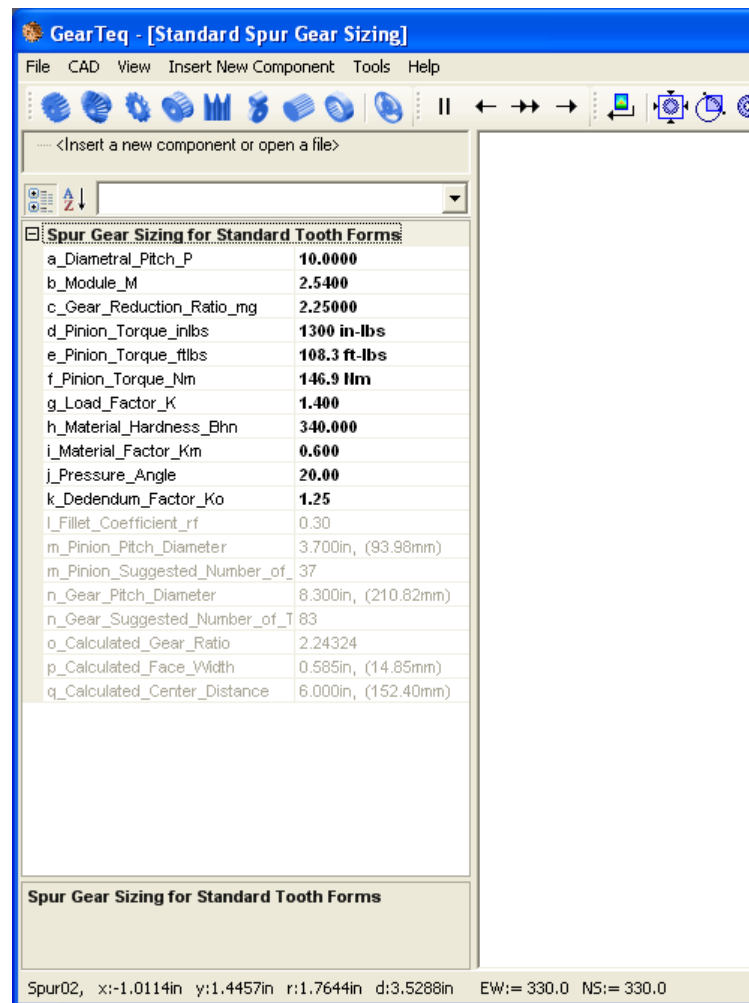 GearTeq - [Standard Spur Gear Sizing]
File CAD View Insert New Component Tools Help
<Insert a new component or open a file>
Spur Gear Sizing for Standard Tooth Forms
a_Diametral_Pitch_P 10.0000
b_Module_M 2.5400
c_Gear_Reduction_Ratio_mg 2.25000
d_Pinion_Torque_inlbs 1300 in-lbs
e_Pinion_Torque_ftlbs 108.3 ft-lbs
f_Pinion_Torque_Nm 146.9 Nm
g_Load_Factor_K 1.400
h_Material_Hardness_Bhn 340.000
i_Material_Factor_Km 0.600
j_Pressure_Angle 20.00
k_Dedendum_Factor_Ko 1.25
l_Fillet_Coefficient_rf 0.30
m_Pinion_Pitch_Diameter 3.700in, (93.98mm)
m_Pinion_Suggested_Number_of_ 37
n_Gear_Pitch_Diameter 8.300in, (210.82mm)
n_Gear_Suggested_Number_of_T 83
o_Calculated_Gear_Ratio 2.24324
p_Calculated_Face_Width 0.585in, (14.85mm)
q_Calculated_Center_Distance 6.000in, (152.40mm)
Spur Gear Sizing for Standard Tooth Forms
Spur02, x:-1.0114in y:1.4457in r:1.7644in d:3.5288in EW:= 330.0 NS:= 330.0